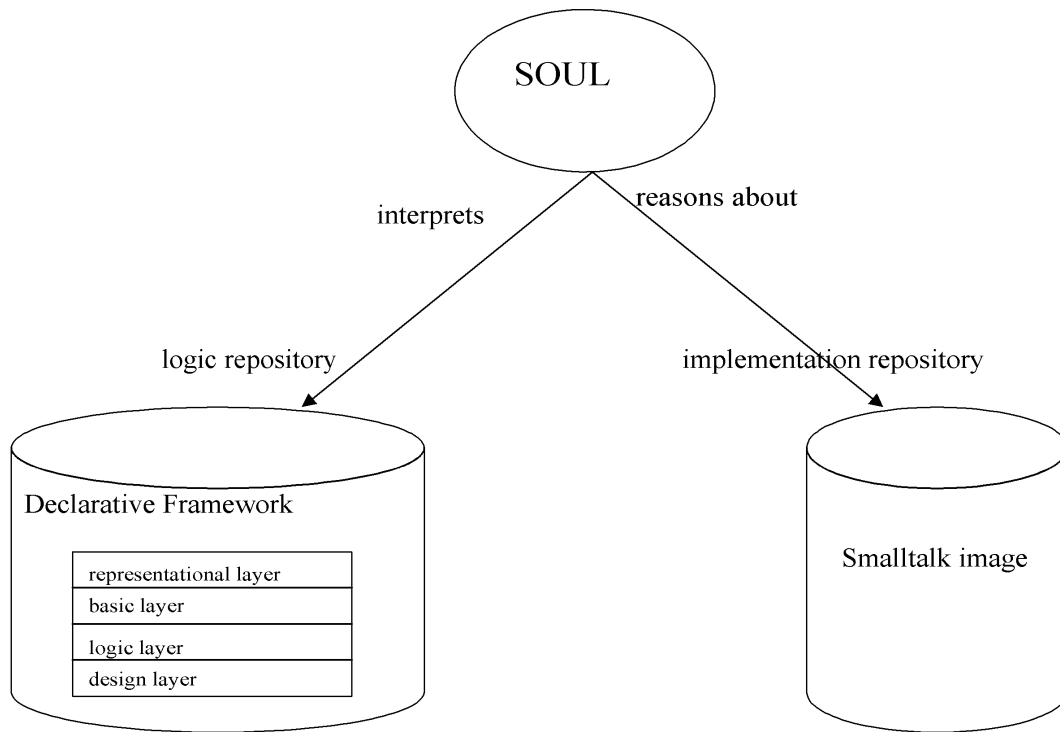 SOUL
interprets
reasons about
logic repository
implementation repository
Declarative Framework
representational layer
basic layer
logic layer
design layer
Smalltalk image